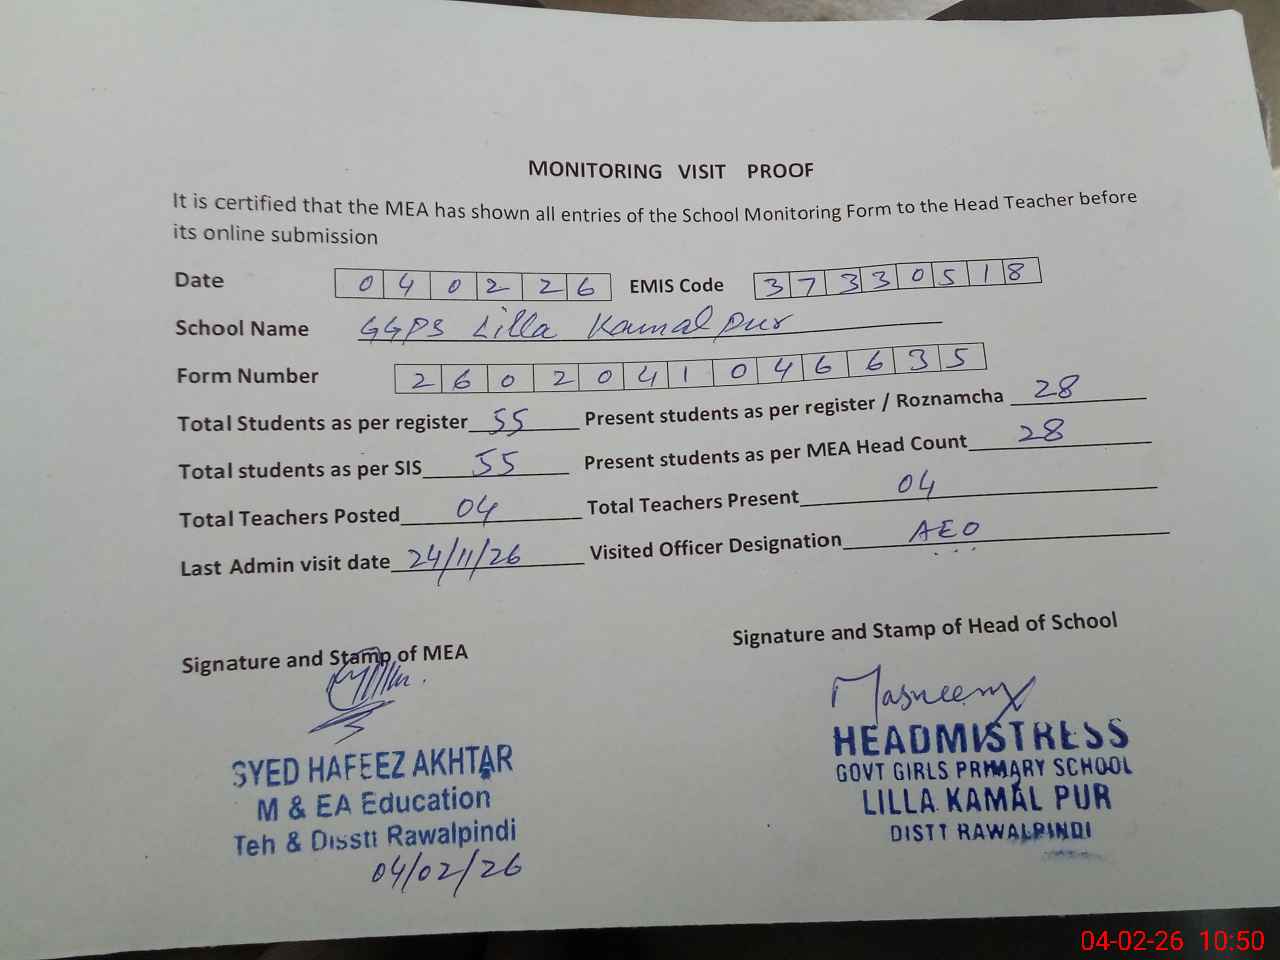 MONITORING VISIT PROOF
It is certified that the MEA has shown all entries of the School Monitoring Form to the Head Teacher before
its online submission
Date 040226 EMIS Code 37330518
School Name GGPS Lilla Kamal Pur
Form Number 2602041046635
Total Students as per register 55 Present students as per register / Roznamcha 28
Total students as per SIS 55 Present students as per MEA Head Count 28
Total Teachers Posted 04 Total Teachers Present 04
Last Admin visit date 24/11/26 Visited Officer Designation AEO
Signature and Stamp of MEA Signature and Stamp of Head of School
Tasneem
SYED HAFEEZ AKHTAR
M & EA Education
Teh & Disstt Rawalpindi
04/02/26
HEADMISTRESS
GOVT GIRLS PRIMARY SCHOOL
LILLA KAMAL PUR
DISTT RAWALPINDI
04-02-26 10:50